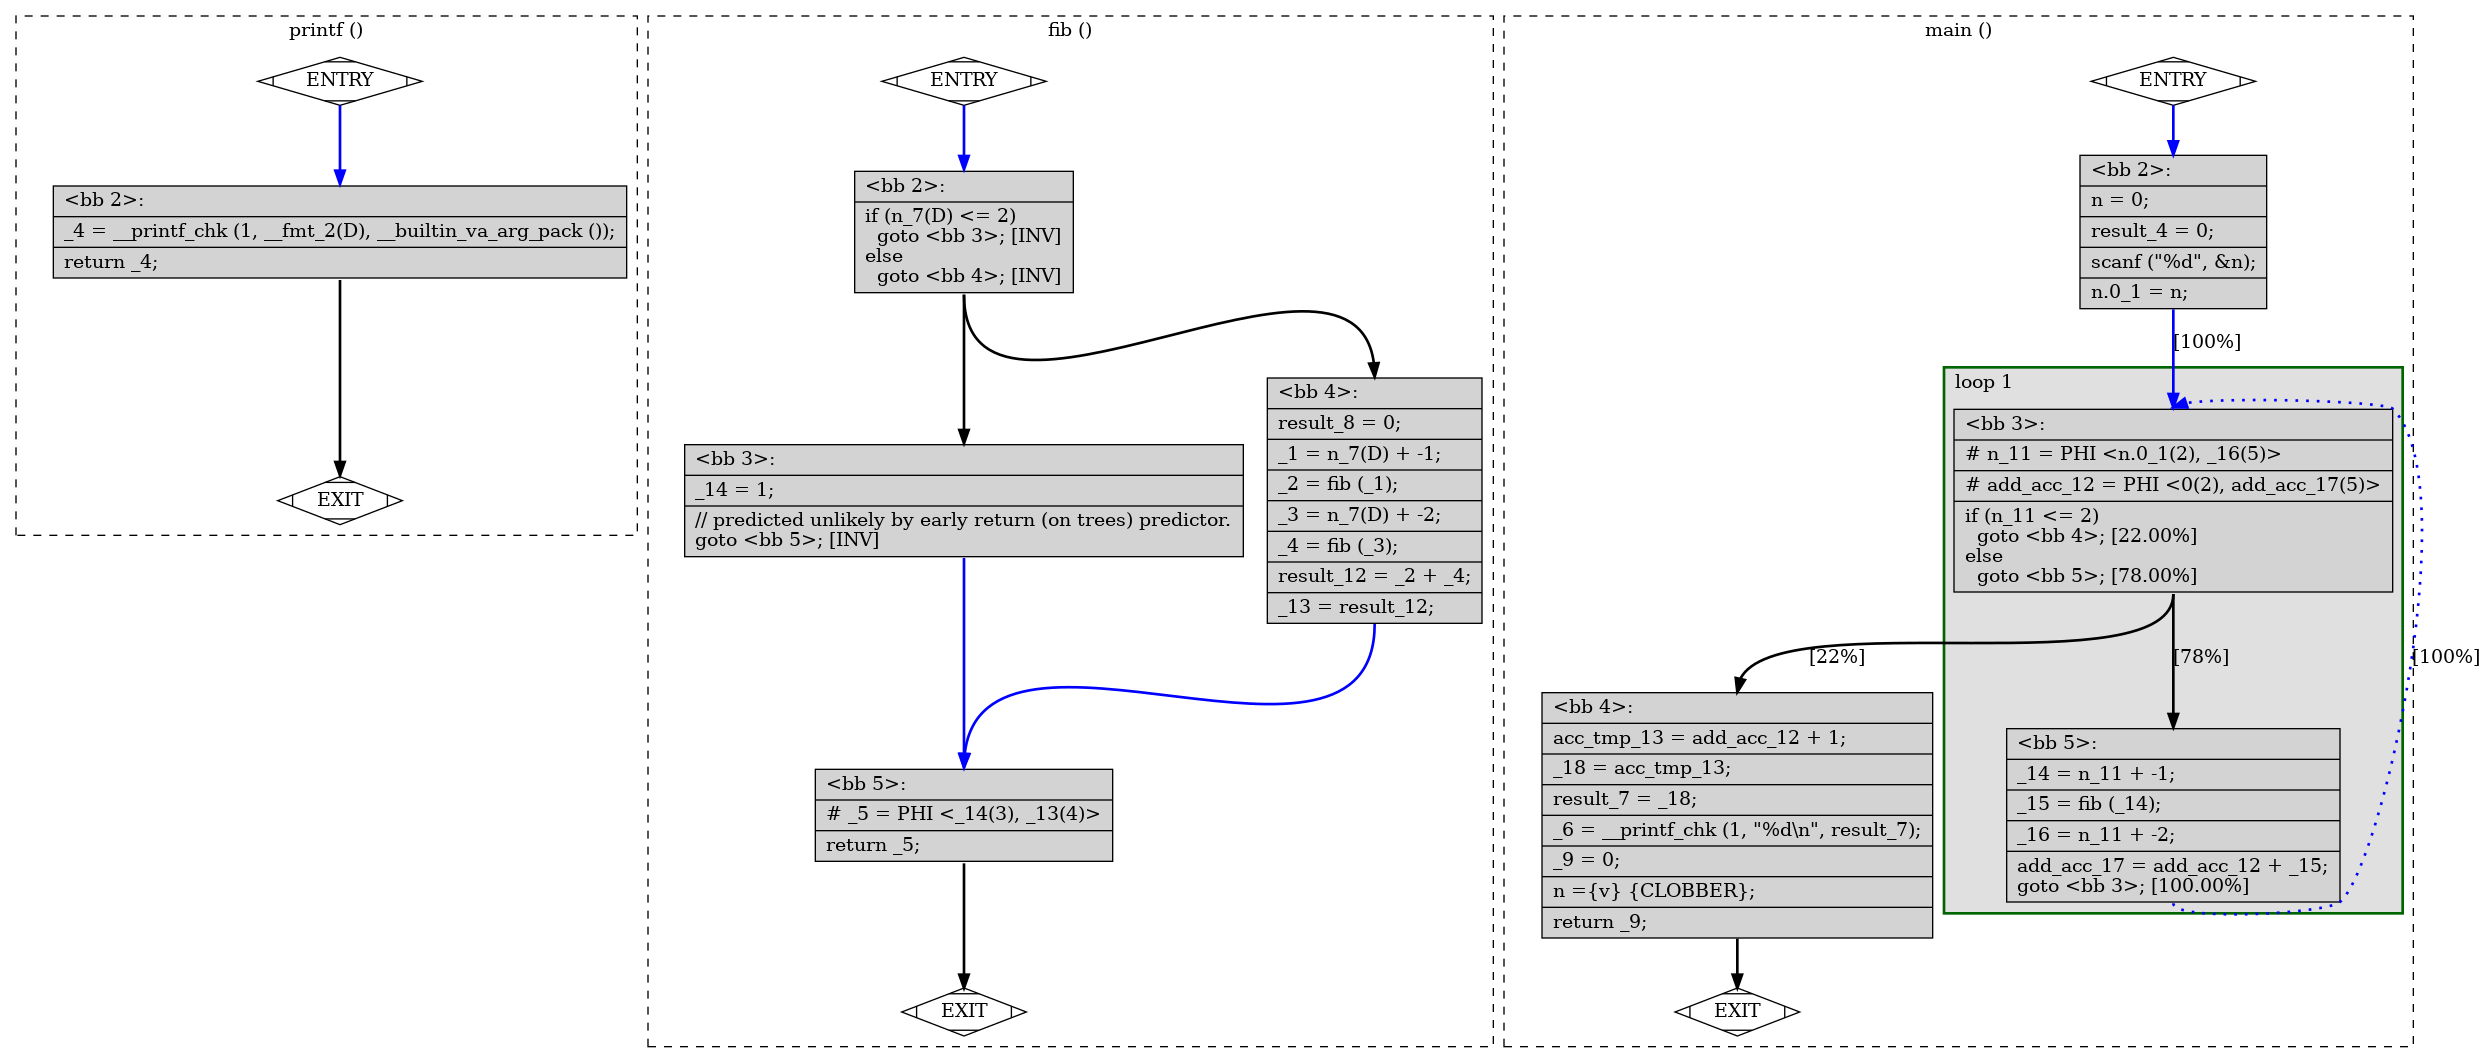 printf ()
ENTRY
<bb 2>:
_4 = __printf_chk (1, __fmt_2(D), __builtin_va_arg_pack ());
return _4;
EXIT
fib ()
ENTRY
<bb 2>:
if (n_7(D) <= 2)
goto <bb 3>; [INV]
else
goto <bb 4>; [INV]
<bb 4>:
result_8 = 0;
_1 = n_7(D) + -1;
_2 = fib (_1);
_3 = n_7(D) + -2;
_4 = fib (_3);
result_12 = _2 + _4;
_13 = result_12;
<bb 3>:
_14 = 1;
// predicted unlikely by early return (on trees) predictor.
goto <bb 5>; [INV]
<bb 5>:
# _5 = PHI <_14(3), _13(4)>
return _5;
EXIT
main ()
ENTRY
<bb 2>:
n = 0;
result_4 = 0;
scanf ("%d", &n);
n.0_1 = n;
[100%]
loop 1
<bb 3>:
# n_11 = PHI <n.0_1(2), _16(5)>
# add_acc_12 = PHI <0(2), add_acc_17(5)>
if (n_11 <= 2)
goto <bb 4>; [22.00%]
else
goto <bb 5>; [78.00%]
[22%]
[78%]
[100%]
<bb 4>:
acc_tmp_13 = add_acc_12 + 1;
_18 = acc_tmp_13;
result_7 = _18;
_6 = __printf_chk (1, "%d\n", result_7);
_9 = 0;
n ={v} {CLOBBER};
return _9;
<bb 5>:
_14 = n_11 + -1;
_15 = fib (_14);
_16 = n_11 + -2;
add_acc_17 = add_acc_12 + _15;
goto <bb 3>; [100.00%]
EXIT